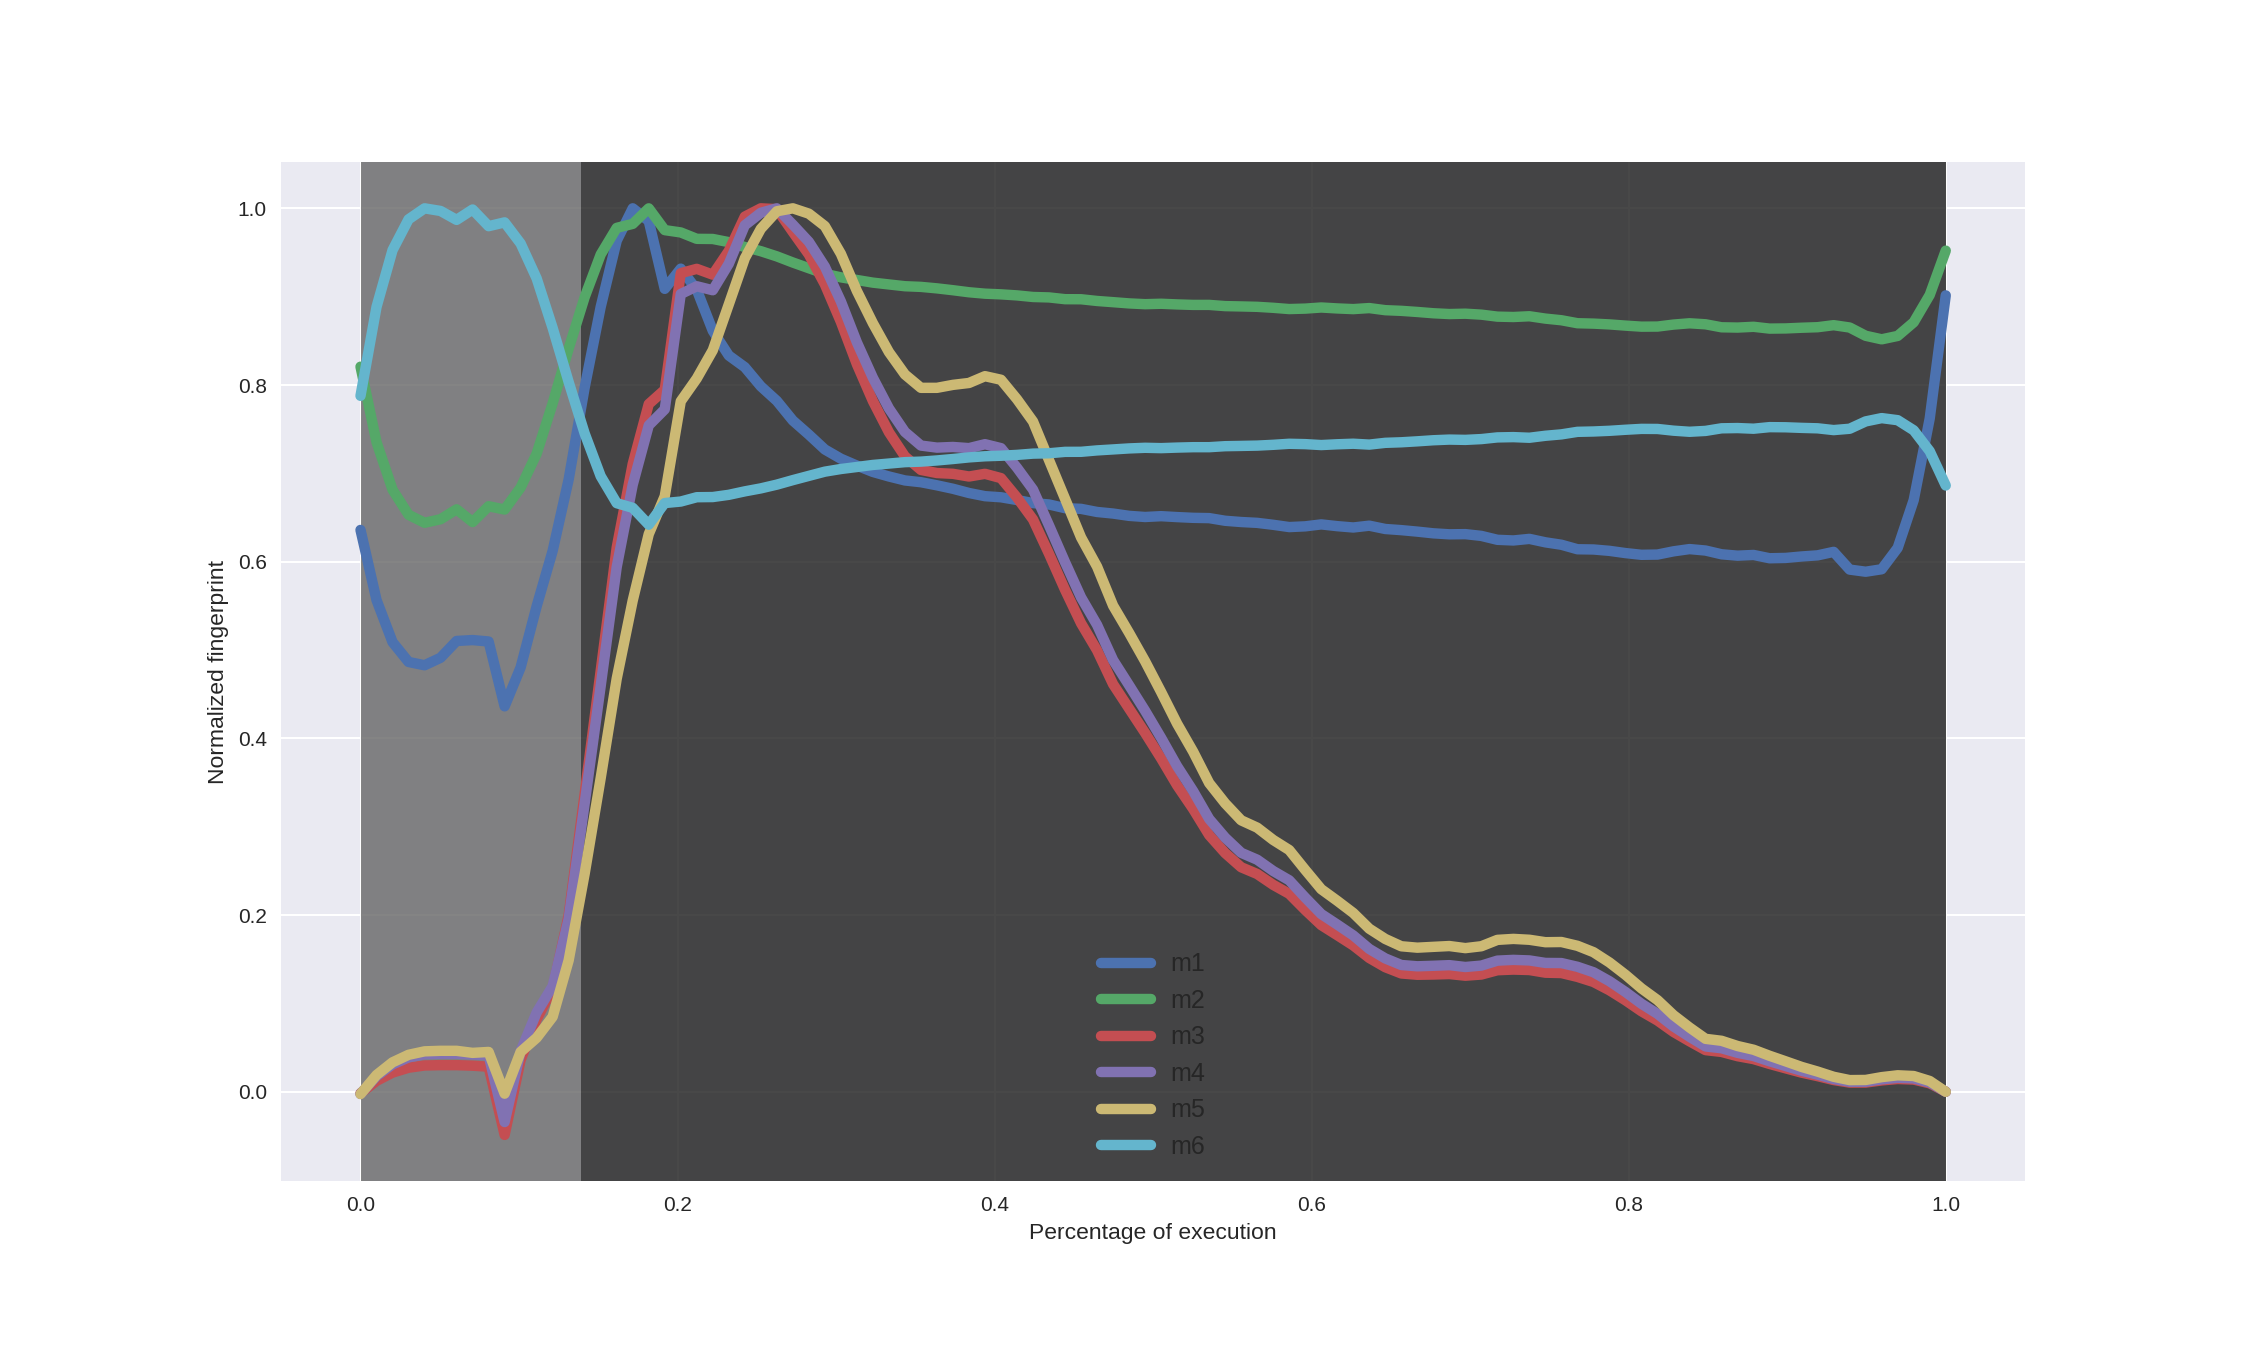 1.0
0.8
0.6
0.4
0.2
0.0
Normalized fingerprint
m1
m2
m3
m4
m5
m6
0.0 0.2 0.4 0.6 0.8 1.0
Percentage of execution